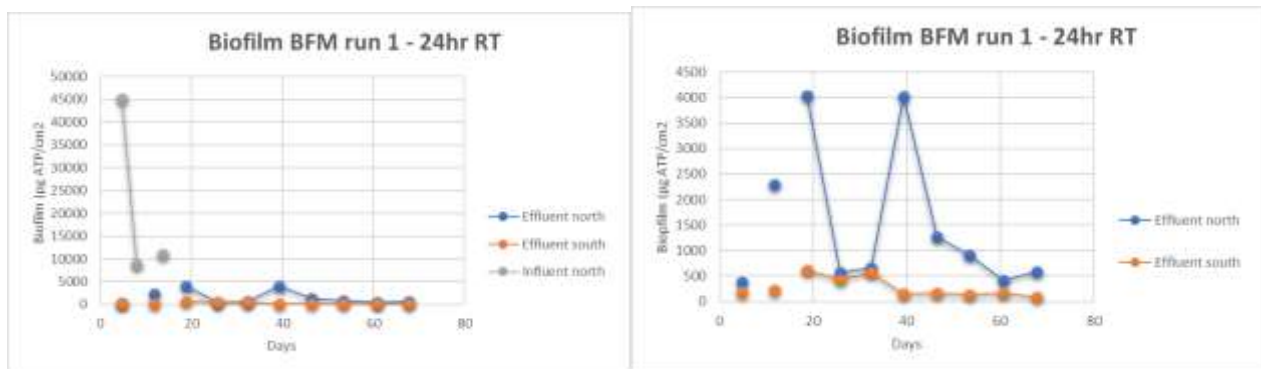 Biofilm BFM run 1 - 24hr RT
Biofilm (pg ATP/cm2
50000
45000
40000
35000
30000
25000
20000
15000
10000
5000
0
0 20 40 60 80
Days
Effluent north
Effluent south
Influent north
Biofilm BFM run 1 - 24hr RT
Biopfilm (pg ATP/cm2
4500
4000
3500
3000
2500
2000
1500
1000
500
0
0 20 40 60 80
Days
Effluent north
Effluent south